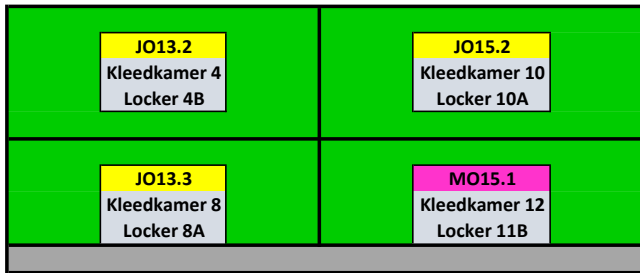 JO13.2
Kleedkamer 4
Locker 4B
JO15.2
Kleedkamer 10
Locker 10A
JO13.3
Kleedkamer 8
Locker 8A
MO15.1
Kleedkamer 12
Locker 11B